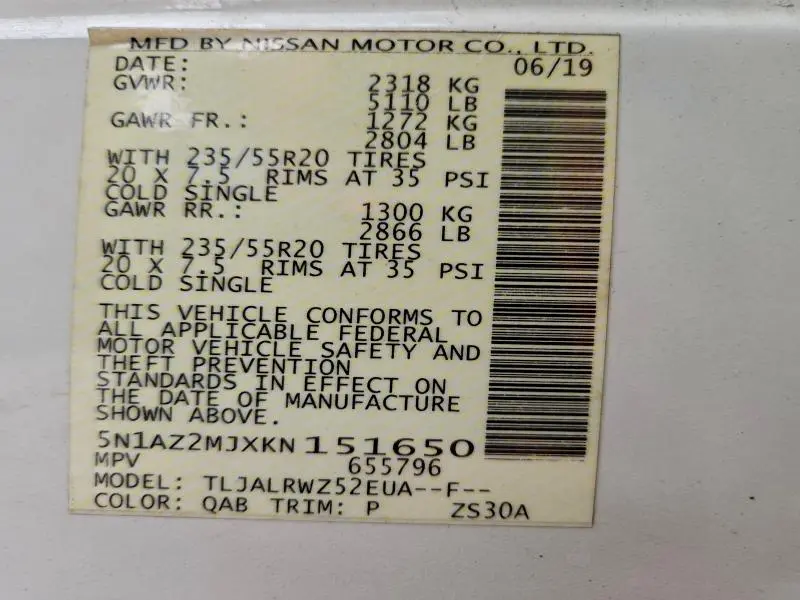 MFD BY NISSAN MOTOR CO., LTD.
DATE: 06/19
GVWR: 2318 KG
5110 LB
GAWR FR.: 1272 KG
2804 LB
WITH 235/55R20 TIRES
20 X 7.5 RIMS AT 35 PSI
COLD SINGLE
GAWR RR.: 1300 KG
2866 LB
WITH 235/55R20 TIRES
20 X 7.5 RIMS AT 35 PSI
COLD SINGLE
THIS VEHICLE CONFORMS TO
ALL APPLICABLE FEDERAL
MOTOR VEHICLE SAFETY AND
THEFT PREVENTION
STANDARDS IN EFFECT ON
THE DATE OF MANUFACTURE
SHOWN ABOVE.
5N1AZ2MJXKN151650
MPV 655796
MODEL: TLJALRWZ52EUA--F--
COLOR: QAB TRIM: P ZS30A